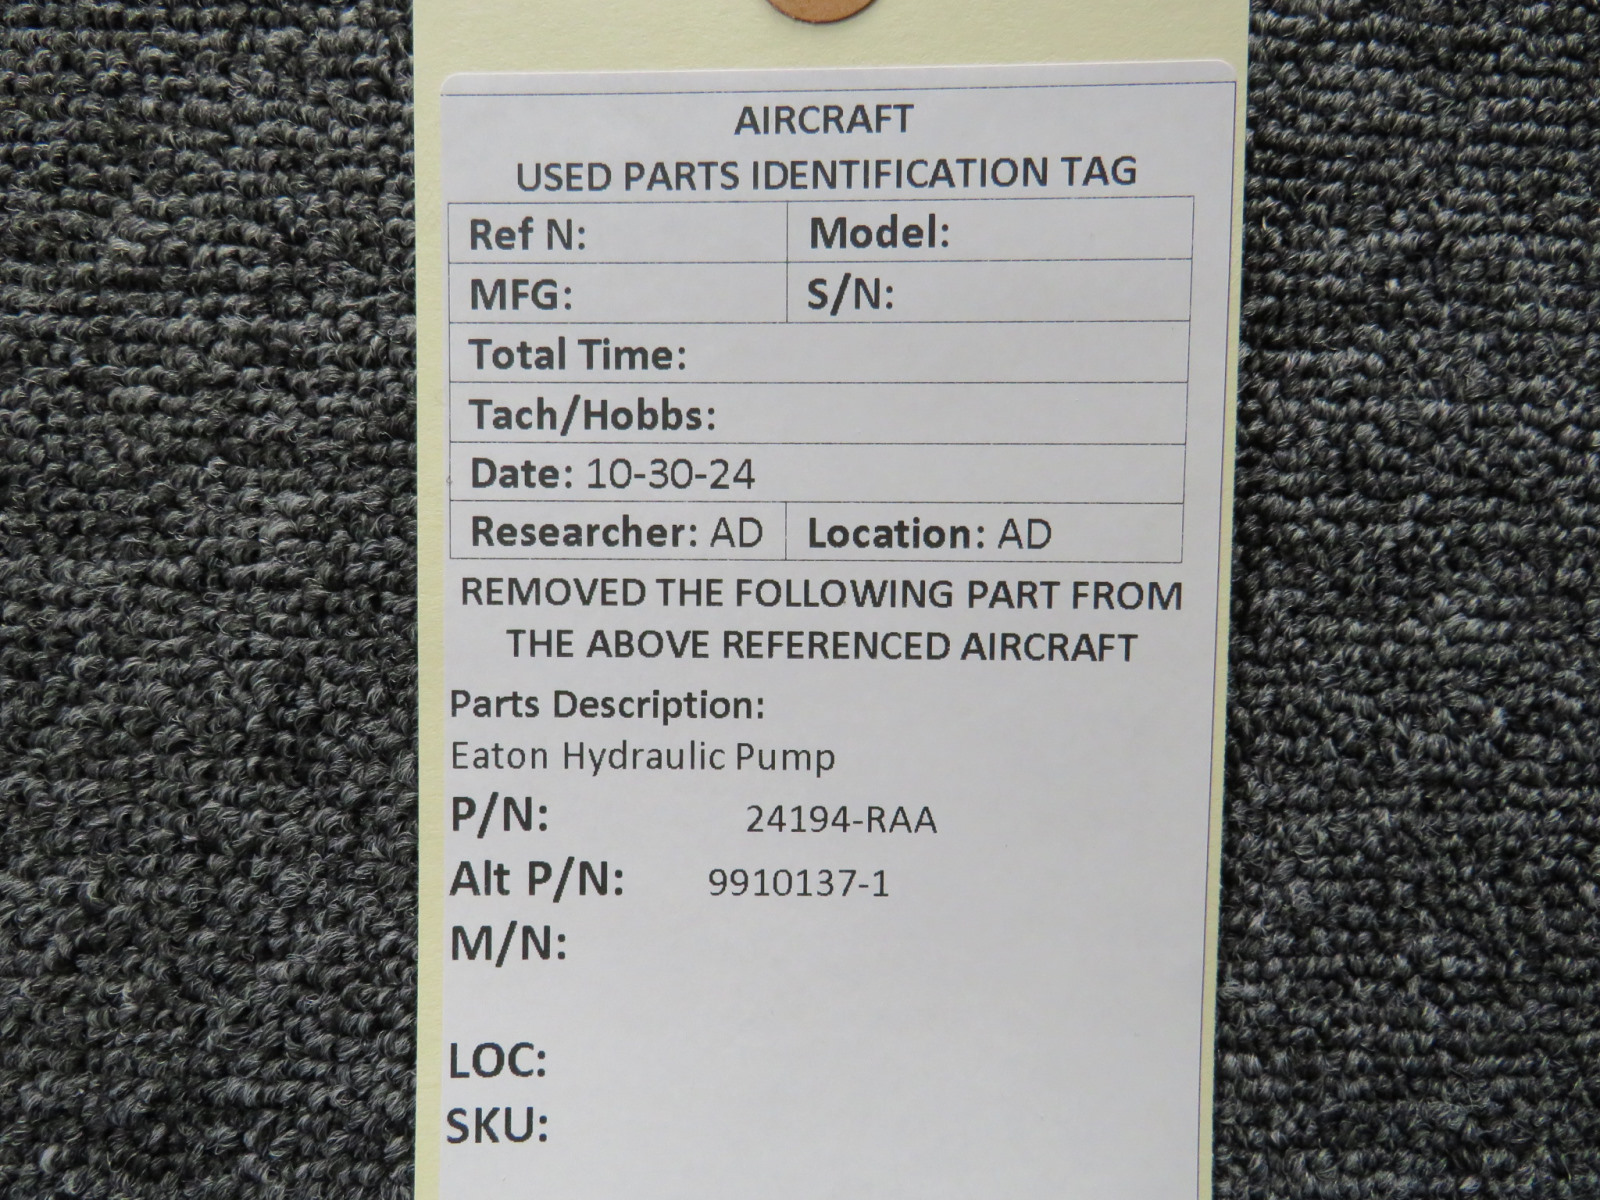 AIRCRAFT
USED PARTS IDENTIFICATION TAG
Ref N: Model:
MFG: S/N:
Total Time:
Tach/Hobbs:
Date: 10-30-24
Researcher: AD Location: AD
REMOVED THE FOLLOWING PART FROM
THE ABOVE REFERENCED AIRCRAFT
Parts Description:
Eaton Hydraulic Pump
P/N: 24194-RAA
Alt P/N: 9910137-1
M/N:
LOC:
SKU: